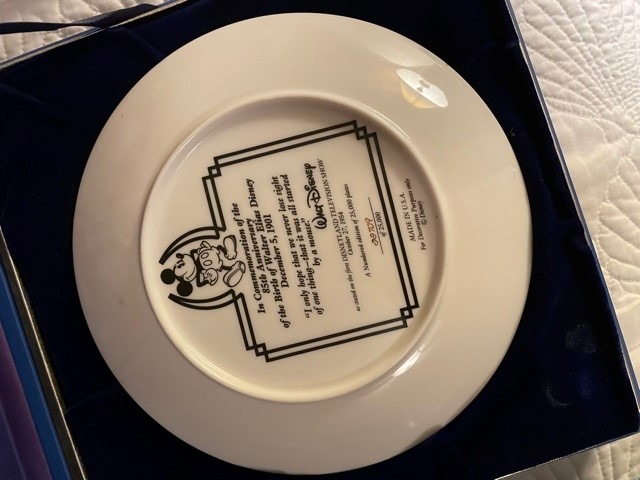 In Commemoration of the
85th Anniversary
of the Birth of Walter Elias Disney
December 5, 1901
"I only hope that we never lose sight
of one thing—that it was all started
by a mouse."
Walt Disney
as stated on the first DISNEYLAND TELEVISION SHOW
October 27, 1954
A Numbered edition of 25,000 plates
of 25,000
MADE IN U.S.A.
For Decorative Purposes only.
© Disney